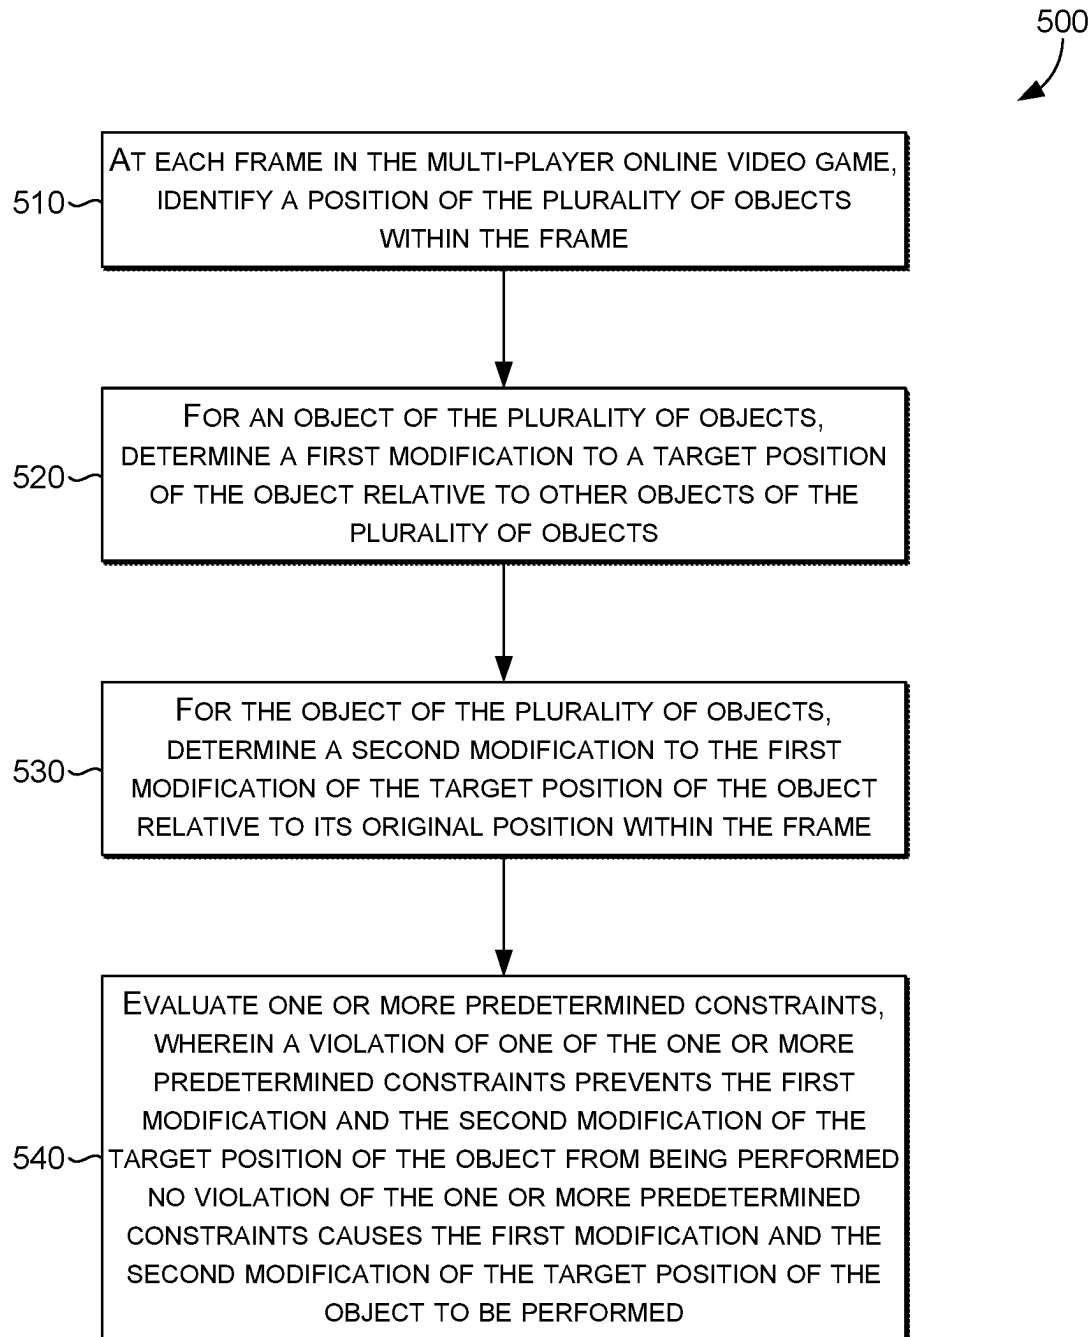 500
AT EACH FRAME IN THE MULTI-PLAYER ONLINE VIDEO GAME,
IDENTIFY A POSITION OF THE PLURALITY OF OBJECTS
WITHIN THE FRAME
510
FOR AN OBJECT OF THE PLURALITY OF OBJECTS,
DETERMINE A FIRST MODIFICATION TO A TARGET POSITION
OF THE OBJECT RELATIVE TO OTHER OBJECTS OF THE
PLURALITY OF OBJECTS
520
FOR THE OBJECT OF THE PLURALITY OF OBJECTS,
DETERMINE A SECOND MODIFICATION TO THE FIRST
MODIFICATION OF THE TARGET POSITION OF THE OBJECT
RELATIVE TO ITS ORIGINAL POSITION WITHIN THE FRAME
530
EVALUATE ONE OR MORE PREDETERMINED CONSTRAINTS,
WHEREIN A VIOLATION OF ONE OF THE ONE OR MORE
PREDETERMINED CONSTRAINTS PREVENTS THE FIRST
MODIFICATION AND THE SECOND MODIFICATION OF THE
TARGET POSITION OF THE OBJECT FROM BEING PERFORMED
NO VIOLATION OF THE ONE OR MORE PREDETERMINED
CONSTRAINTS CAUSES THE FIRST MODIFICATION AND THE
SECOND MODIFICATION OF THE TARGET POSITION OF THE
OBJECT TO BE PERFORMED
540